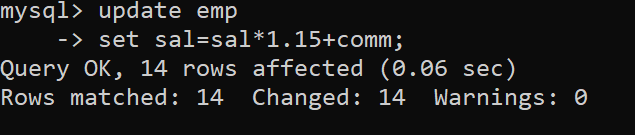 mysql> update emp
    -> set sal=sal*1.15+comm;
Query OK, 14 rows affected (0.06 sec)
Rows matched: 14  Changed: 14  Warnings: 0